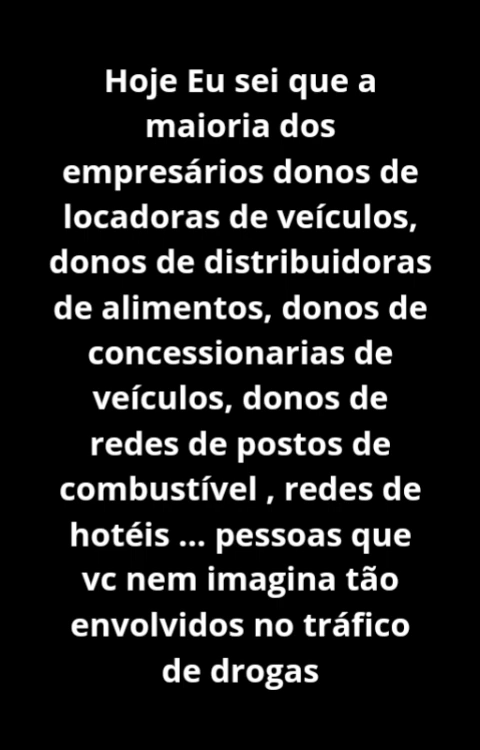 Hoje Eu sei que a
maioria dos
empresários donos de
locadoras de veículos,
donos de distribuidoras
de alimentos, donos de
concessionarias de
veículos, donos de
redes de postos de
combustível , redes de
hotéis ... pessoas que
vc nem imagina tão
envolvidos no tráfico
de drogas